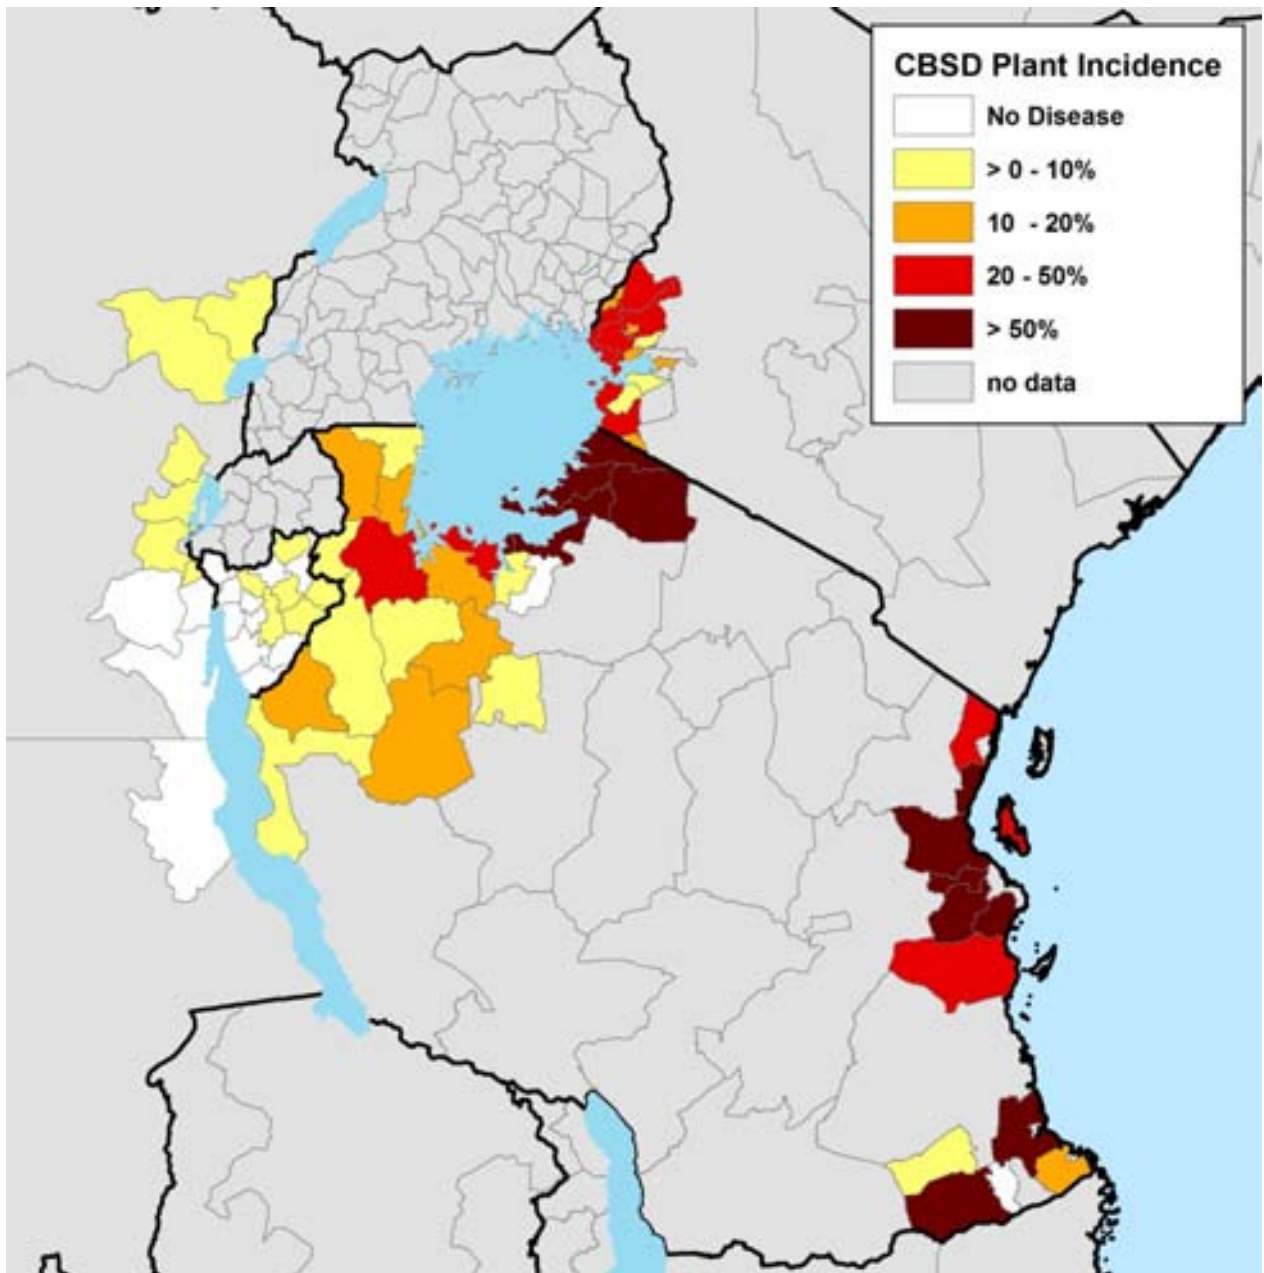 CBSD Plant Incidence
No Disease
> 0 - 10%
10 - 20%
20 - 50%
> 50%
no data